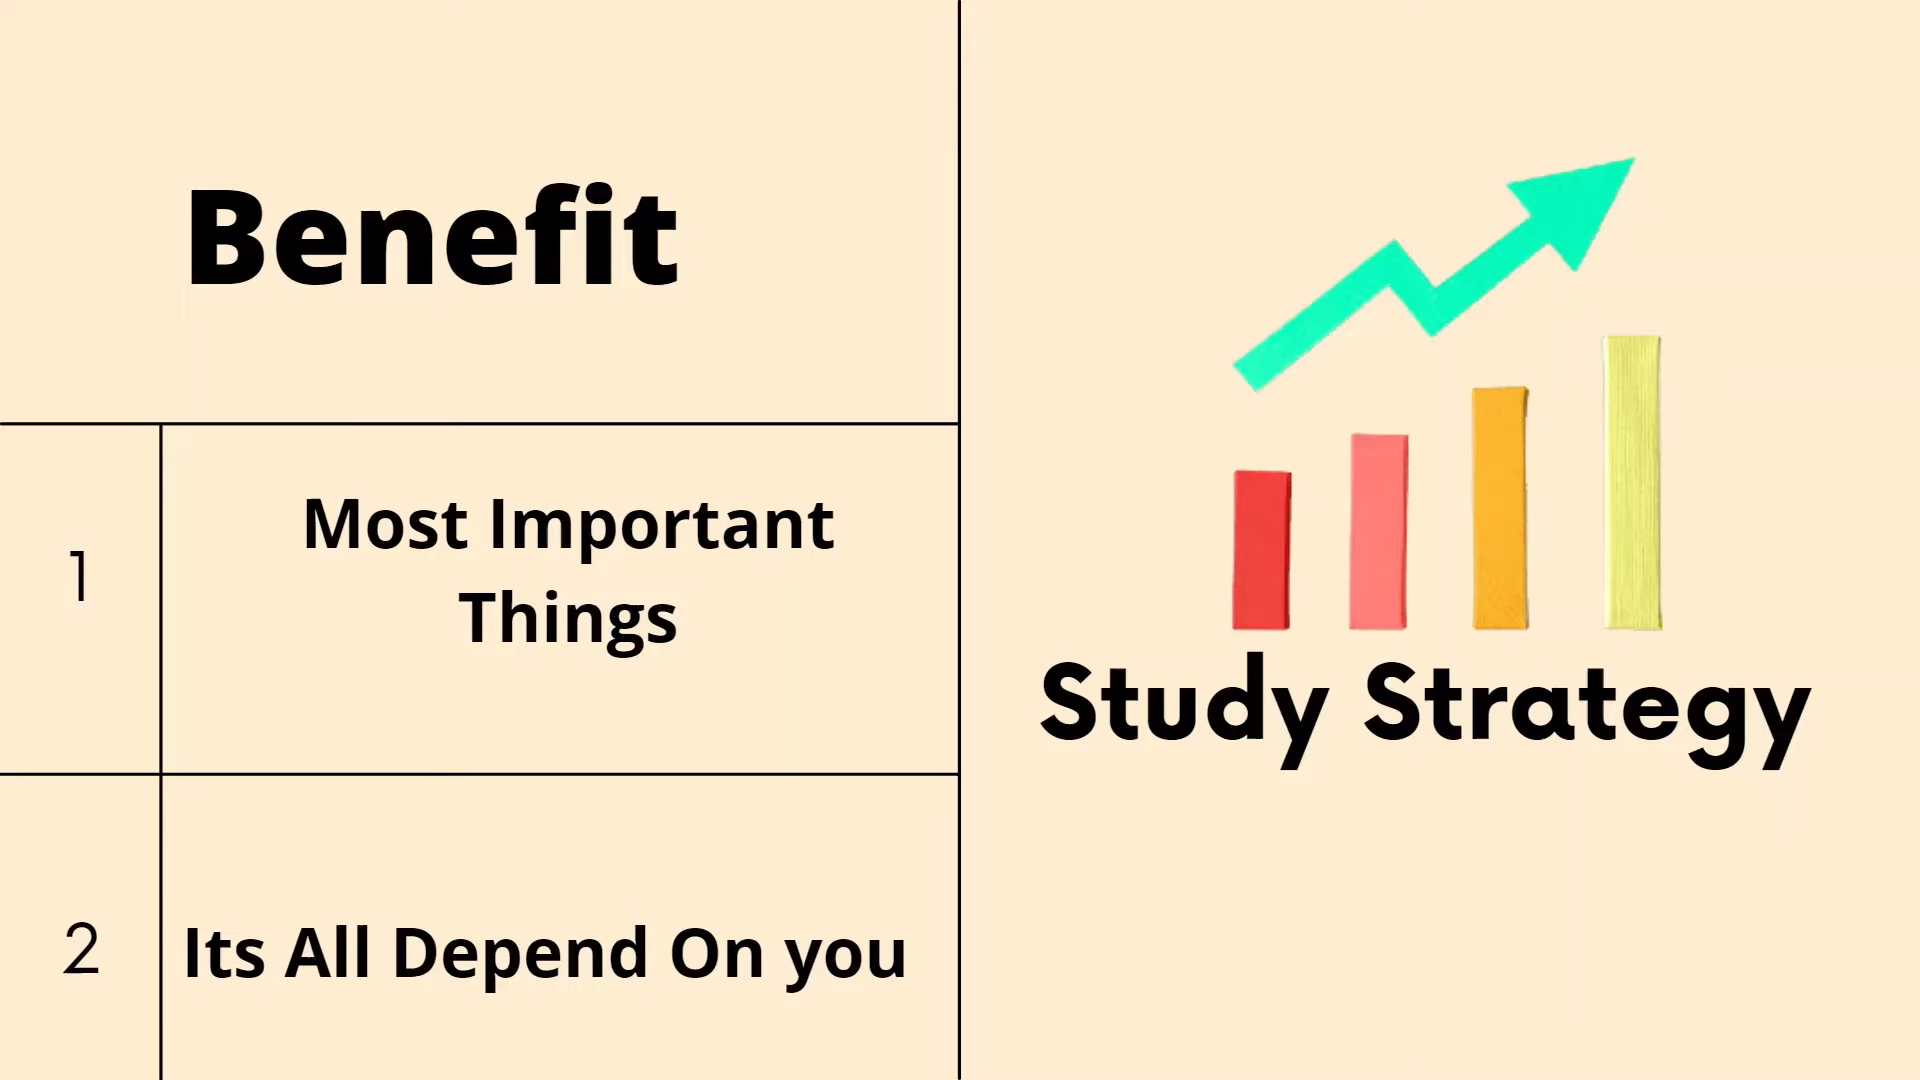 Benefit
1
Most Important
Things
2
Its All Depend On you
Study Strategy